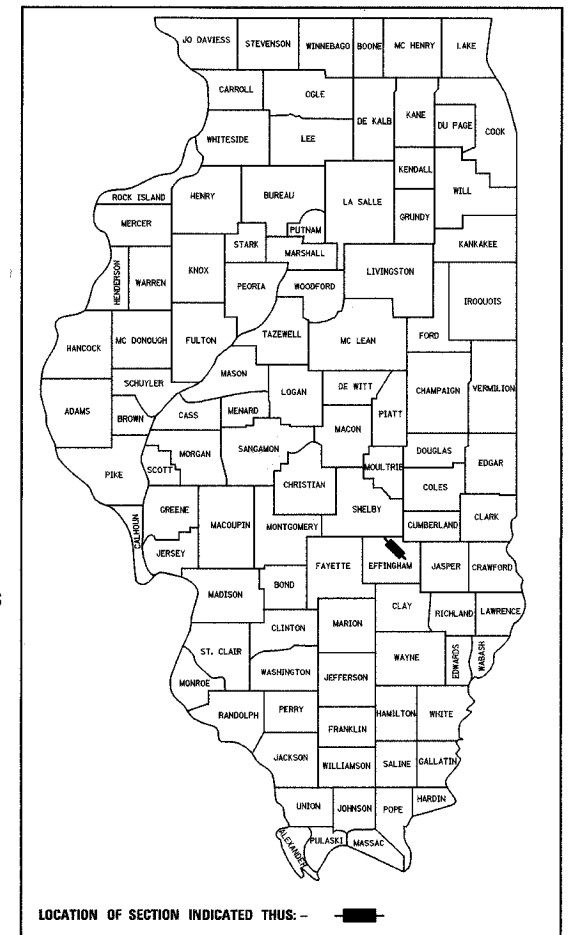 JO DAVIESS STEVENSON WINNEBAGO BOONE MC HENRY LAKE
CARROLL OGLE
DE KALB KANE DU PAGE COOK
WHITESIDE LEE
KENDALL
ROCK ISLAND HENRY BUREAU LA SALLE WILL
MERCER GRUNDY
PUTNAM
STARK MARSHALL KANKAKEE
HENDERSON WARREN KNOX LIVINGSTON
PEORIA WOODFORD IROQUOIS
HANCOCK MC DONOUGH FULTON TAZEWELL MC LEAN FORD
MASON
SCHUYLER LOGAN DE WITT CHAMPAIGN VERMILION
ADAMS BROWN CASS MENARD PIATT
MACON
MORGAN SANGAMON DOUGLAS
PIKE SCOTT MOULTRIE EDGAR
CHRISTIAN COLES
GREENE SHELBY
CALHOUN MACOUPIN MONTGOMERY CUMBERLAND CLARK
JERSEY
FAYETTE EFFINGHAM JASPER CRAWFORD
MADISON BOND
CLAY
MARION RICHLAND LAWRENCE
CLINTON
ST. CLAIR WAYNE EDWARDS WABASH
WASHINGTON JEFFERSON
MONROE
RANDOLPH PERRY HAMILTON WHITE
FRANKLIN
JACKSON WILLIAMSON SALINE GALLATIN
UNION JOHNSON POPE HARDIN
ALEXANDER PULASKI MASSAC
S
LOCATION OF SECTION INDICATED THUS: –